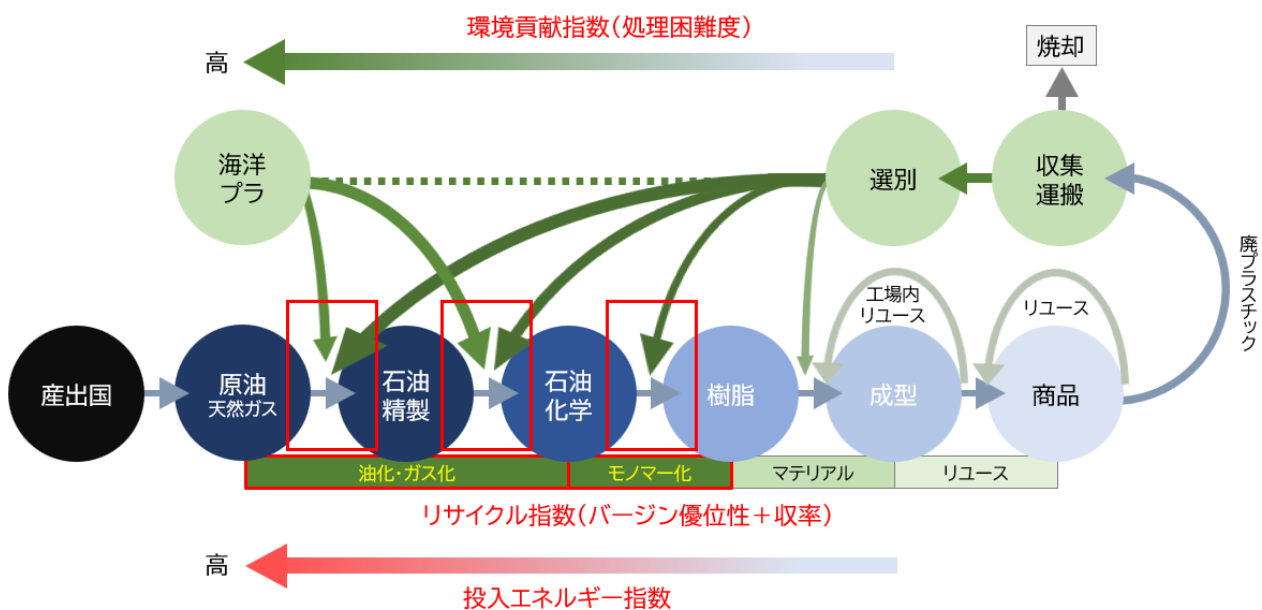 環境貢献指数（処理困難度）
高
焼却
海洋
プラ
選別
収集
運搬
廃プラスチック
工場内
リユース
リユース
産出国
原油
天然ガス
石油
精製
石油
化学
樹脂
成型
商品
油化・ガス化
モノマー化
マテリアル
リユース
リサイクル指数（バージン優位性＋収率）
高
投入エネルギー指数